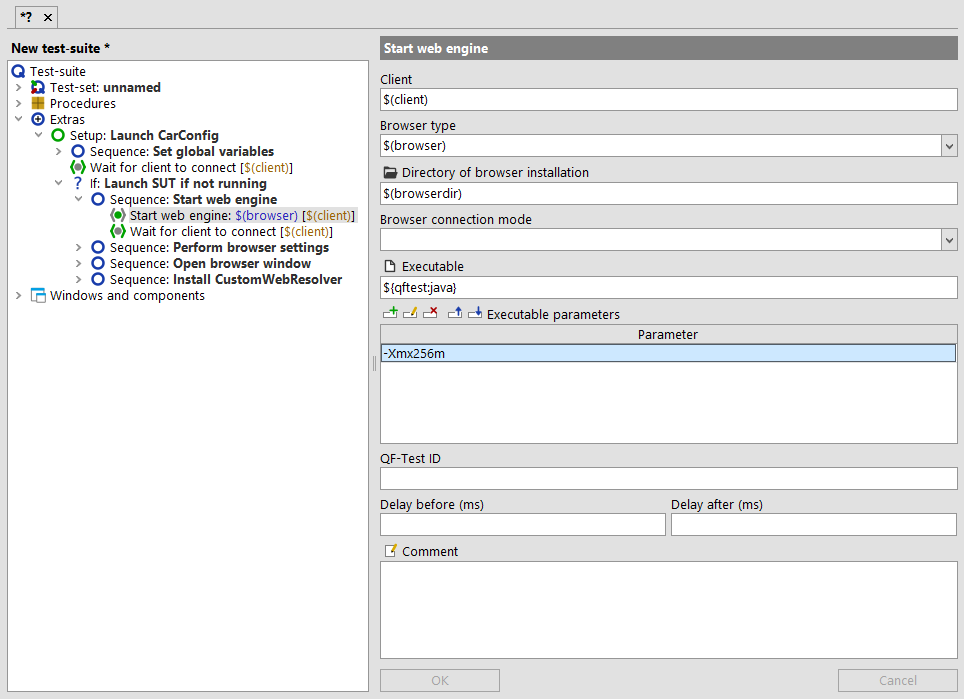 *? ×
New test-suite *
Test-suite
Test-set: unnamed
Procedures
Extras
Setup: Launch CarConfig
Sequence: Set global variables
Wait for client to connect [$(client)]
If: Launch SUT if not running
Sequence: Start web engine
Start web engine: $(browser) [$(client)]
Wait for client to connect [$(client)]
Sequence: Perform browser settings
Sequence: Open browser window
Sequence: Install CustomWebResolver
Windows and components
Start web engine
Client
$(client)
Browser type
$(browser)
Directory of browser installation
$(browserdir)
Browser connection mode
Executable
${qftest:java}
Executable parameters
Parameter
-Xmx256m
QF-Test ID
Delay before (ms) Delay after (ms)
Comment
OK Cancel